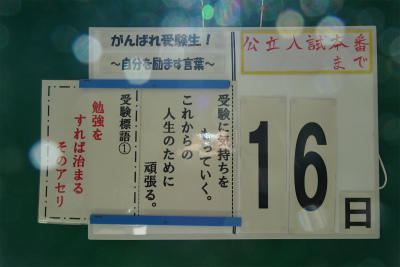 がんばれ受験生！
～自分を励ます言葉～
公立入試本番
まで
16日
受験に気持ちを
もっていく。
これからの
人生のために
頑張る。
受験標語①
勉強を
すれば治まる
そのアセリ